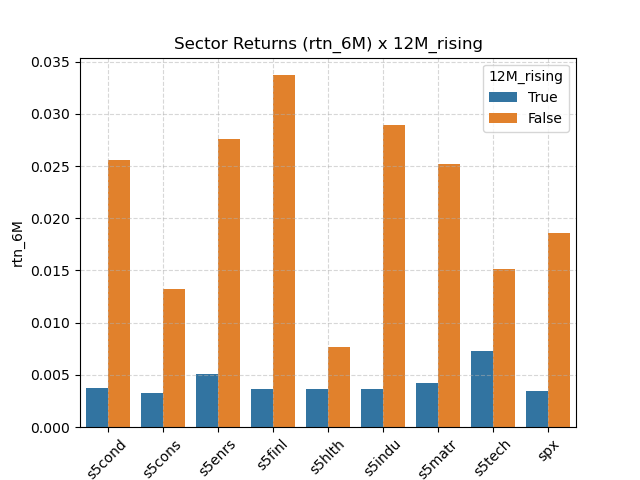 Sector Returns (rtn_6M) x 12M_rising
12M_rising
True
False
rtn_6M
0.035
0.030
0.025
0.020
0.015
0.010
0.005
0.000
s5cond
s5cons
s5enrs
s5finl
s5hlth
s5indu
s5matr
s5tech
spx